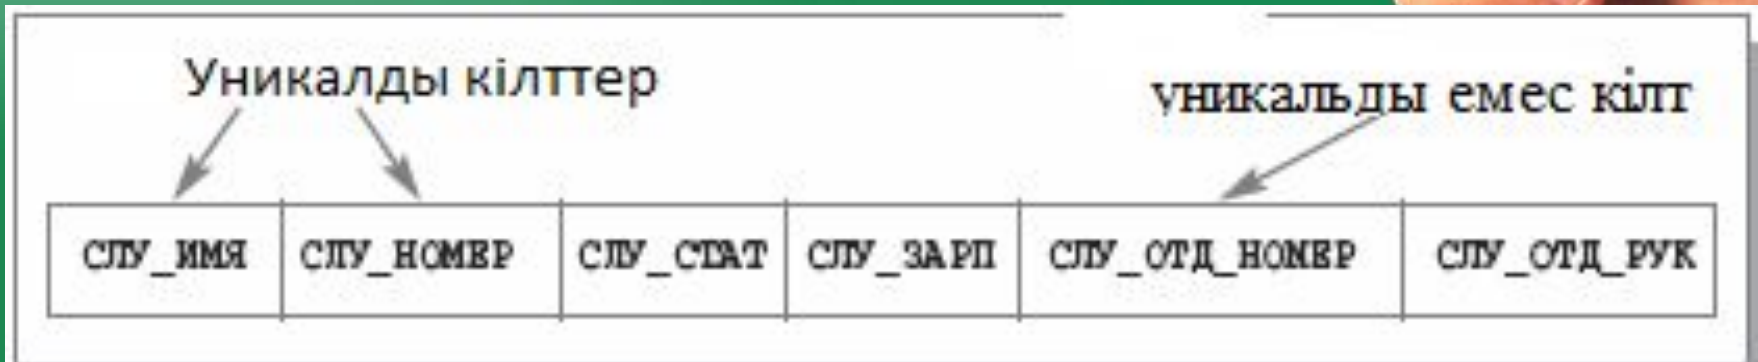 Уникалды кілттер
уникальды емес кілт
СЛУ_ИМЯ СЛУ_НОМЕР СЛУ_СТАТ СЛУ_ЗАРП СЛУ_ОТД_НОМЕР СЛУ_ОТД_РУК